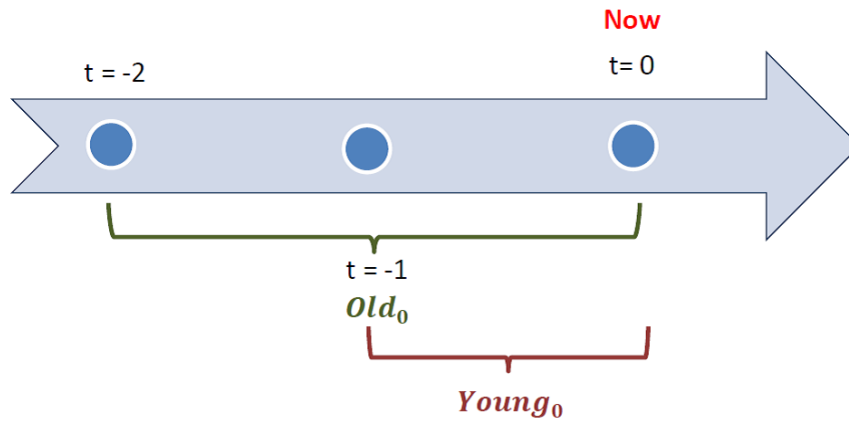 Now
t = -2
t= 0
t = -1
Old₀
Young₀